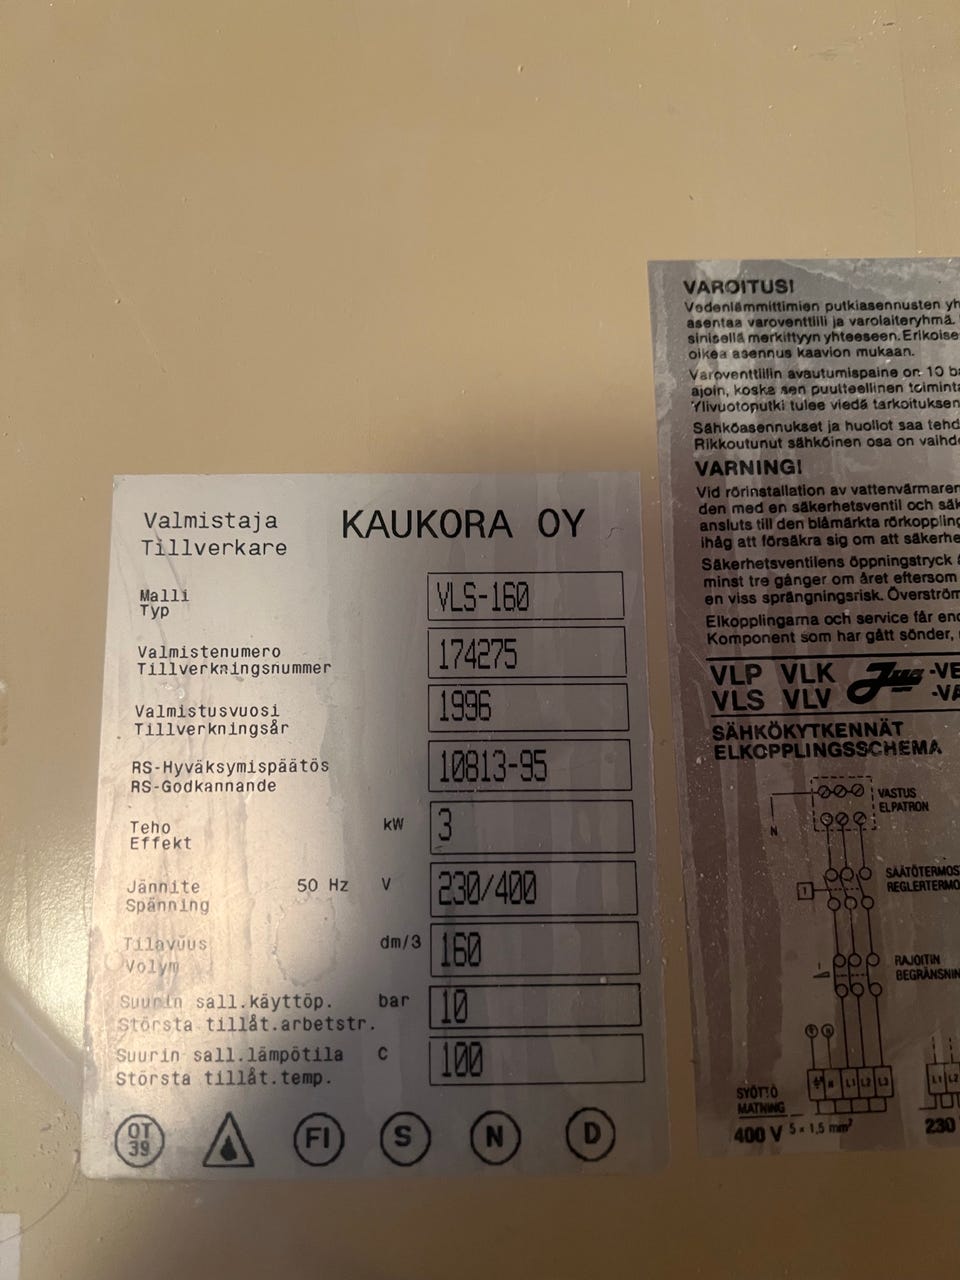 Valmistaja
Tillverkare
KAUKORA OY
Malli
Typ
VLS-160
Valmistenumero
Tillverkningsnummer
174275
Valmistusvuosi
Tillverkningsår
1996
RS-Hyväksymispäätös
RS-Godkannande
10813-95
Teho
Effekt
kW
3
Jännite
Spänning
50 Hz V
230/400
Tilavuus
Volym
dm/3
160
Suurin sall.käyttöp.
Största tillåt.arbetstr.
bar
10
Suurin sall.lämpötila
Största tillåt.temp.
C
100
OT
39
FI
S
N
D
VAROITUS!
Vedenlämmittimien putkiasennusten
asentaa varoventtiili ja varolaiteryhmä.
sinisellä merkittyyn yhteeseen.
oikea asennus kaavion mukaan.
Varoventtiilin avautumispaine on 10
ajoin, koska sen puutteellinen
Ylivuotoputki tulee viedä
Sähköasennukset ja huollot saa
Rikkoutunut sähköinen osa on
VARNING!
Vid rörinstallation av
den med en säkerhetsventil och
ansluts till den blåmärkta
ihåg att försäkra sig om att
Säkerhetsventilens öppningstryck
minst tre gånger om året eftersom
en viss sprängningsrisk.
Elkopplingarna och service får
Komponent som har gått sönder,
VLP VLK
VLS VLV
SÄHKÖKYTKENNÄT
ELKOPPLINGSSCHEMA
VASTUS
ELPATRON
N
RAJOITIN
N L1 L2 L3
L1 L2
SYÖTTÖ
MATNING
400 V 5 x 1,5 mm²
230